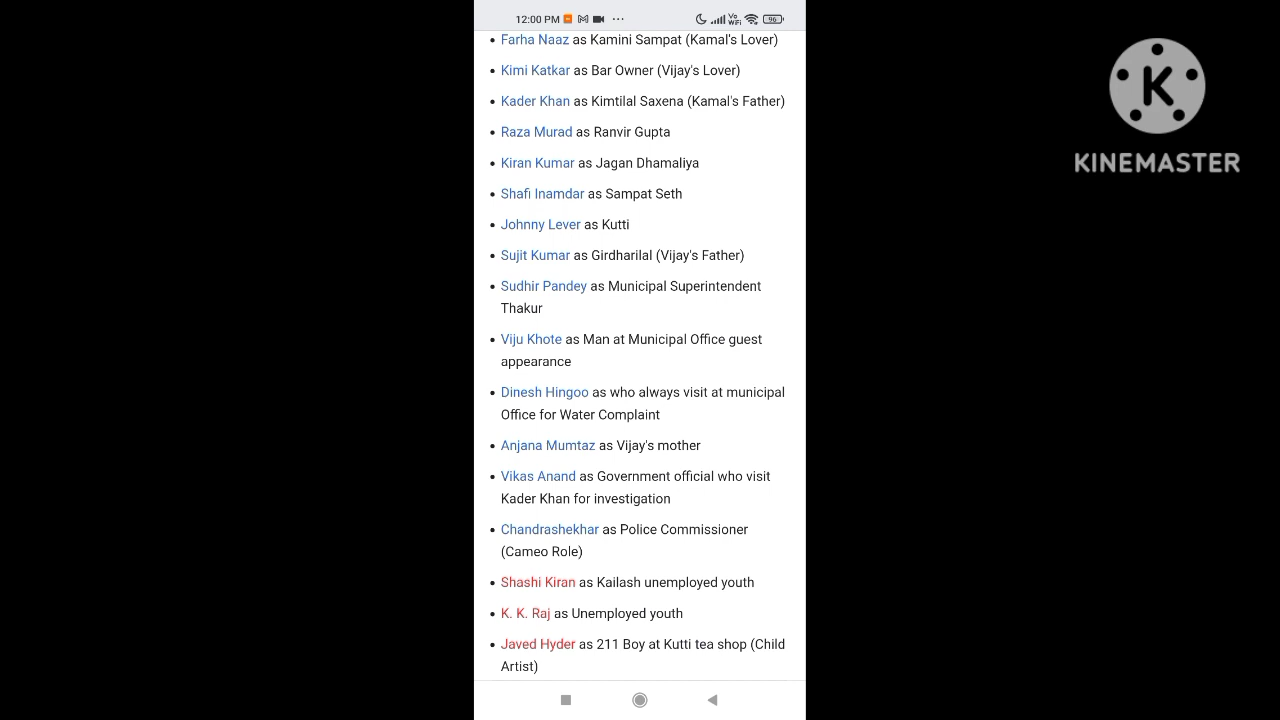 12:00 PM
Vo
WiFi
96
• Farha Naaz as Kamini Sampat (Kamal's Lover)
• Kimi Katkar as Bar Owner (Vijay's Lover)
• Kader Khan as Kimtilal Saxena (Kamal's Father)
• Raza Murad as Ranvir Gupta
• Kiran Kumar as Jagan Dhamaliya
• Shafi Inamdar as Sampat Seth
• Johnny Lever as Kutti
• Sujit Kumar as Girdharilal (Vijay's Father)
• Sudhir Pandey as Municipal Superintendent
Thakur
• Viju Khote as Man at Municipal Office guest
appearance
• Dinesh Hingoo as who always visit at municipal
Office for Water Complaint
• Anjana Mumtaz as Vijay's mother
• Vikas Anand as Government official who visit
Kader Khan for investigation
• Chandrashekhar as Police Commissioner
(Cameo Role)
• Shashi Kiran as Kailash unemployed youth
• K. K. Raj as Unemployed youth
• Javed Hyder as 211 Boy at Kutti tea shop (Child
Artist)
K
KINEMASTER